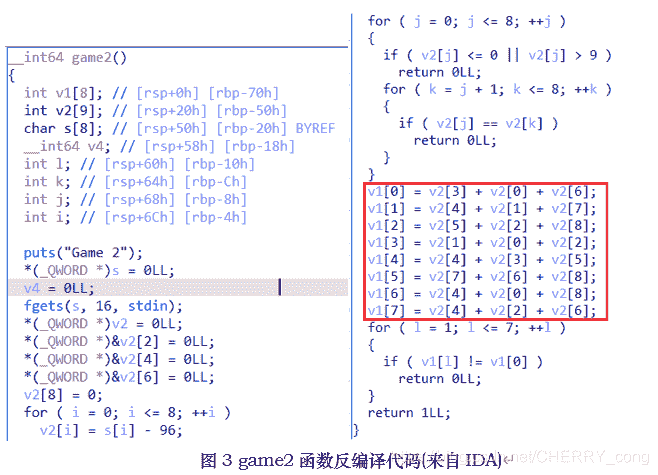 __int64 game2()
{
int v1[8]; // [rsp+0h] [rbp-70h]
int v2[9]; // [rsp+20h] [rbp-50h]
char s[8]; // [rsp+50h] [rbp-20h] BYREF
__int64 v4; // [rsp+58h] [rbp-18h]
int l; // [rsp+60h] [rbp-10h]
int k; // [rsp+64h] [rbp-Ch]
int j; // [rsp+68h] [rbp-8h]
int i; // [rsp+6Ch] [rbp-4h]
puts("Game 2");
*(_QWORD *)s = 0LL;
v4 = 0LL;
fgets(s, 16, stdin);
*(_QWORD *)v2 = 0LL;
*(_QWORD *)&v2[2] = 0LL;
*(_QWORD *)&v2[4] = 0LL;
*(_QWORD *)&v2[6] = 0LL;
v2[8] = 0;
for ( i = 0; i <= 8; ++i )
v2[i] = s[i] - 96;
for ( j = 0; j <= 8; ++j )
{
if ( v2[j] <= 0 || v2[j] > 9 )
return 0LL;
for ( k = j + 1; k <= 8; ++k )
{
if ( v2[j] == v2[k] )
return 0LL;
}
}
v1[0] = v2[3] + v2[0] + v2[6];
v1[1] = v2[4] + v2[1] + v2[7];
v1[2] = v2[5] + v2[2] + v2[8];
v1[3] = v2[1] + v2[0] + v2[2];
v1[4] = v2[4] + v2[3] + v2[5];
v1[5] = v2[7] + v2[6] + v2[8];
v1[6] = v2[4] + v2[0] + v2[8];
v1[7] = v2[4] + v2[2] + v2[6];
for ( l = 1; l <= 7; ++l )
{
if ( v1[l] != v1[0] )
return 0LL;
}
return 1LL;
}
图 3 game2 函数反编译代码(来自 IDA)